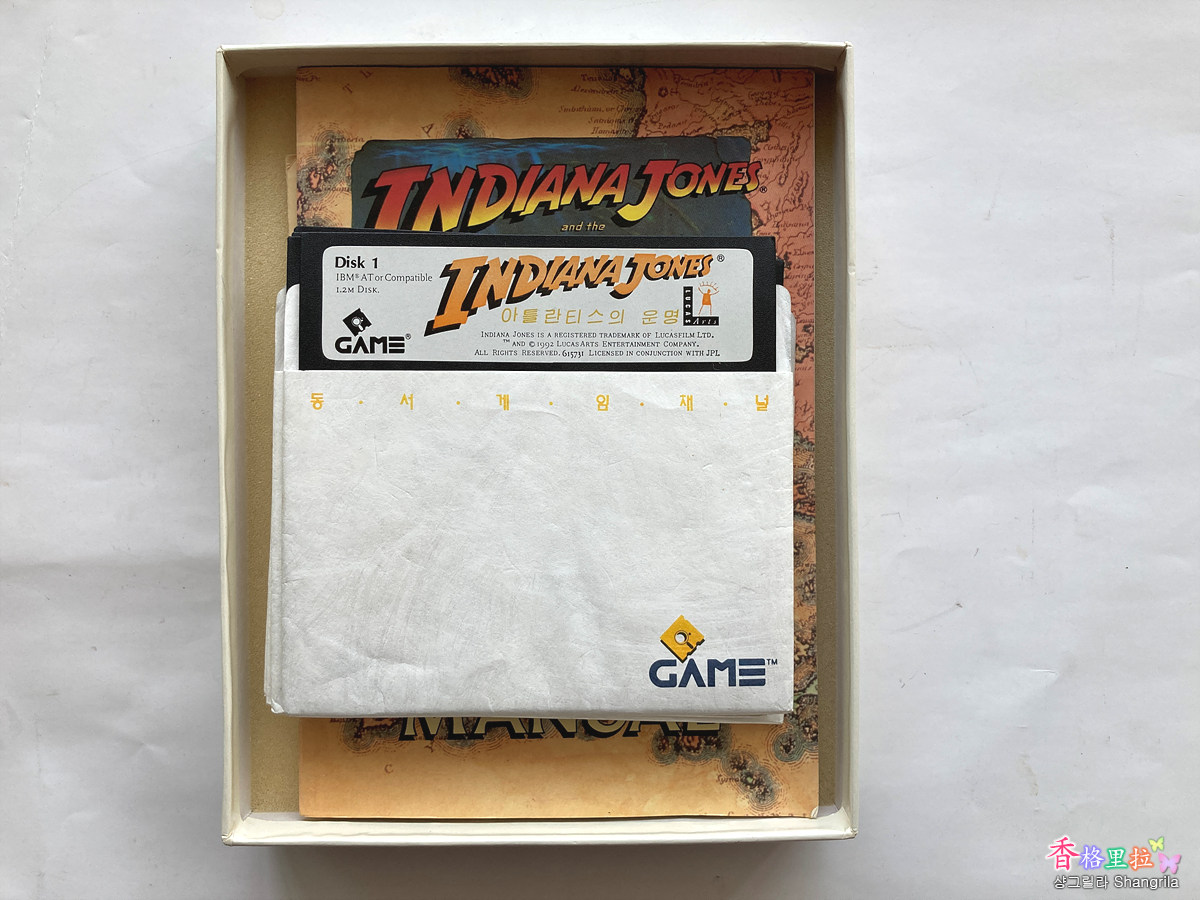 INDIANA JONES®
and the
Disk 1
IBM® AT or Compatible
1.2M DISK.
INDIANA JONES®
아틀란티스의 운명
LUCAS
Arts
GAME®
INDIANA JONES IS A REGISTERED TRADEMARK OF LUCASFILM LTD.
™ AND © 1992 LUCASARTS ENTERTAINMENT COMPANY.
ALL RIGHTS RESERVED. 615731 LICENSED IN CONJUNCTION WITH JPL
동·서·게·임·채·널
GAME™
MANUAL
香格里拉
샹그릴라 Shangrila